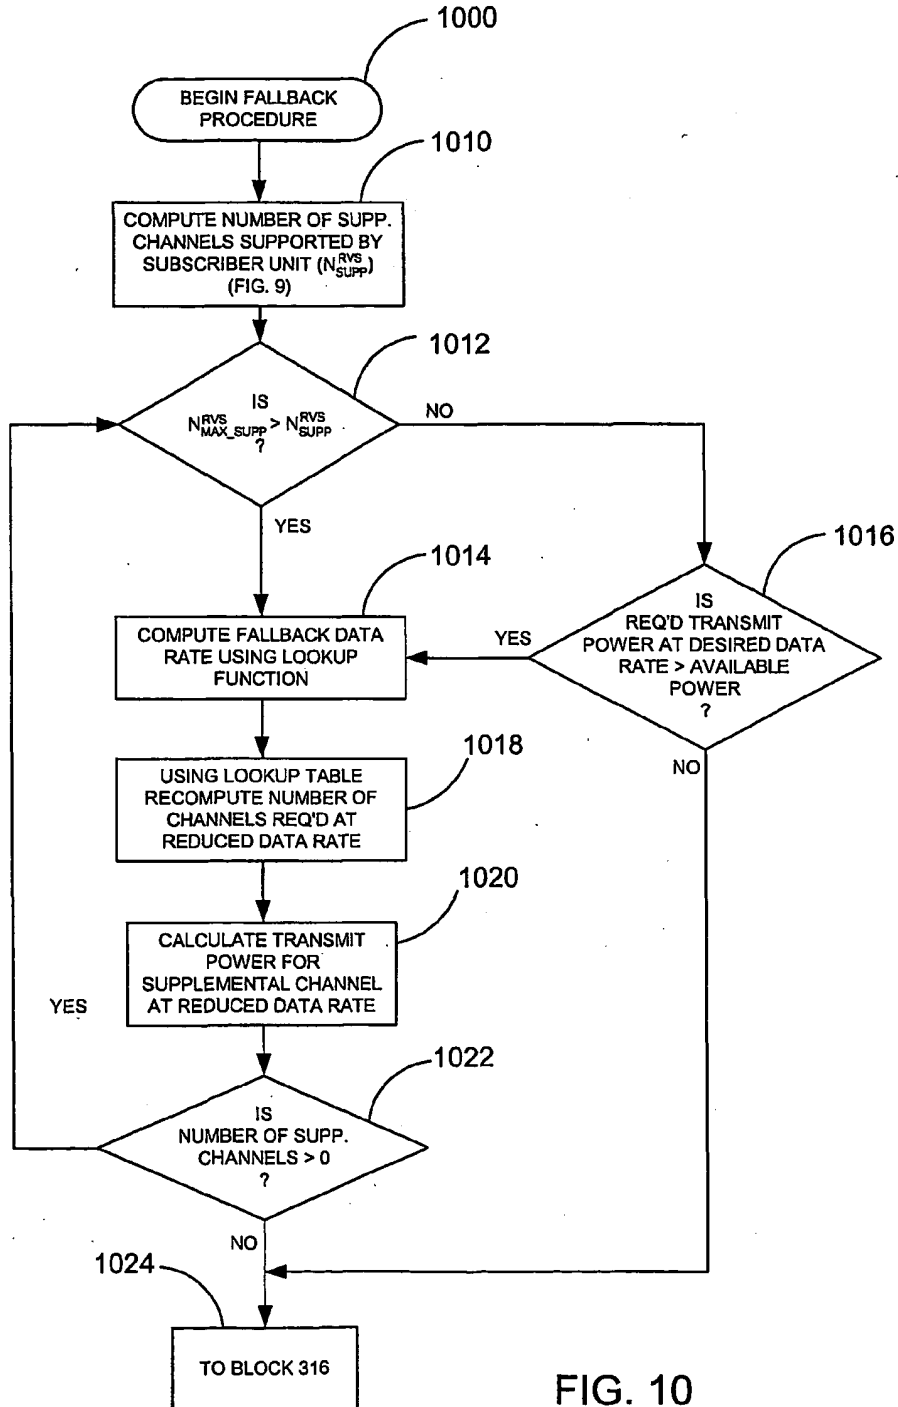 1000
BEGIN FALLBACK
PROCEDURE
1010
COMPUTE NUMBER OF SUPP.
CHANNELS SUPPORTED BY
SUBSCRIBER UNIT (N^RVS_SUPP)
(FIG. 9)
1012
IS
N^RVS_MAX_SUPP > N^RVS_SUPP
?
NO
YES
1014
COMPUTE FALLBACK DATA
RATE USING LOOKUP
FUNCTION
1016
IS
REQ'D TRANSMIT
POWER AT DESIRED DATA
RATE > AVAILABLE
POWER
?
YES
NO
1018
USING LOOKUP TABLE
RECOMPUTE NUMBER OF
CHANNELS REQ'D AT
REDUCED DATA RATE
1020
CALCULATE TRANSMIT
POWER FOR
SUPPLEMENTAL CHANNEL
AT REDUCED DATA RATE
YES
1022
IS
NUMBER OF SUPP.
CHANNELS > 0
?
NO
1024
TO BLOCK 316
FIG. 10